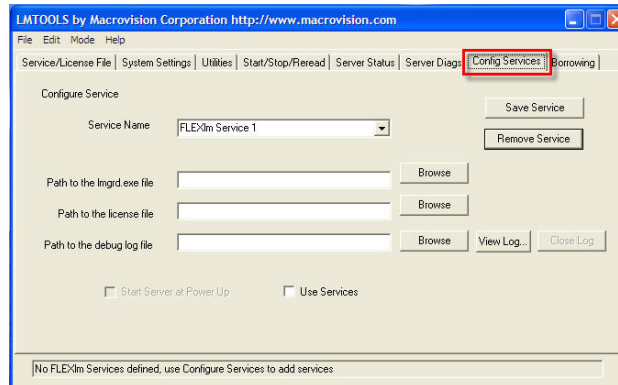 LMTOOLS by Macrovision Corporation http://www.macrovision.com
File Edit Mode Help
Service/License File System Settings Utilities Start/Stop/Reread Server Status Server Diags Config Services Borrowing
Configure Service
Save Service
Service Name FLEXlm Service 1
Remove Service
Path to the lmgrd.exe file Browse
Path to the license file Browse
Path to the debug log file Browse View Log... Close Log
Start Server at Power Up Use Services
No FLEXlm Services defined, use Configure Services to add services